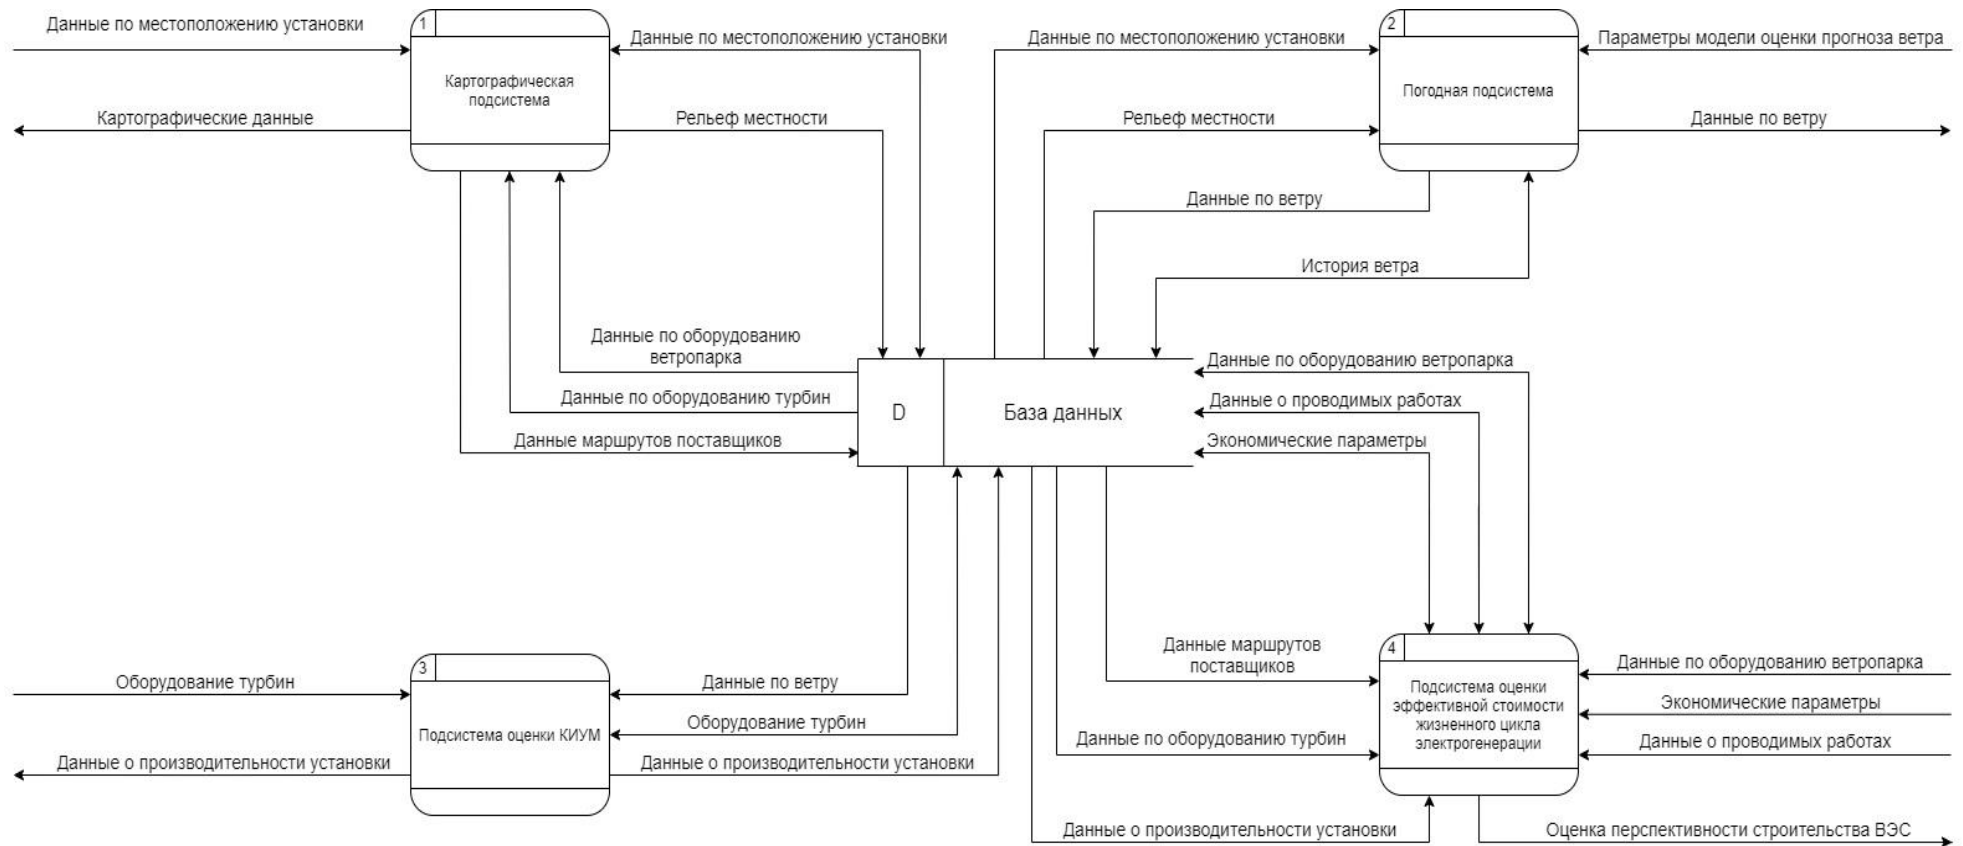 Данные по местоположению установки
1
Данные по местоположению установки
Данные по местоположению установки
2
Параметры модели оценки прогноза ветра
Картографическая
подсистема
Погодная подсистема
Картографические данные
Рельеф местности
Рельеф местности
Данные по ветру
Данные по ветру
История ветра
Данные по оборудованию
ветропарка
Данные по оборудованию ветропарка
Данные по оборудованию турбин
D
База данных
Данные о проводимых работах
Данные маршрутов поставщиков
Экономические параметры
Данные маршрутов
поставщиков
4
3
Оборудование турбин
Данные по ветру
Данные по оборудованию ветропарка
Подсистема оценки
эффективной стоимости
жизненного цикла
электрогенерации
Экономические параметры
Оборудование турбин
Подсистема оценки КИУМ
Данные по оборудованию турбин
Данные о проводимых работах
Данные о производительности установки
Данные о производительности установки
Данные о производительности установки
Оценка перспективности строительства ВЭС